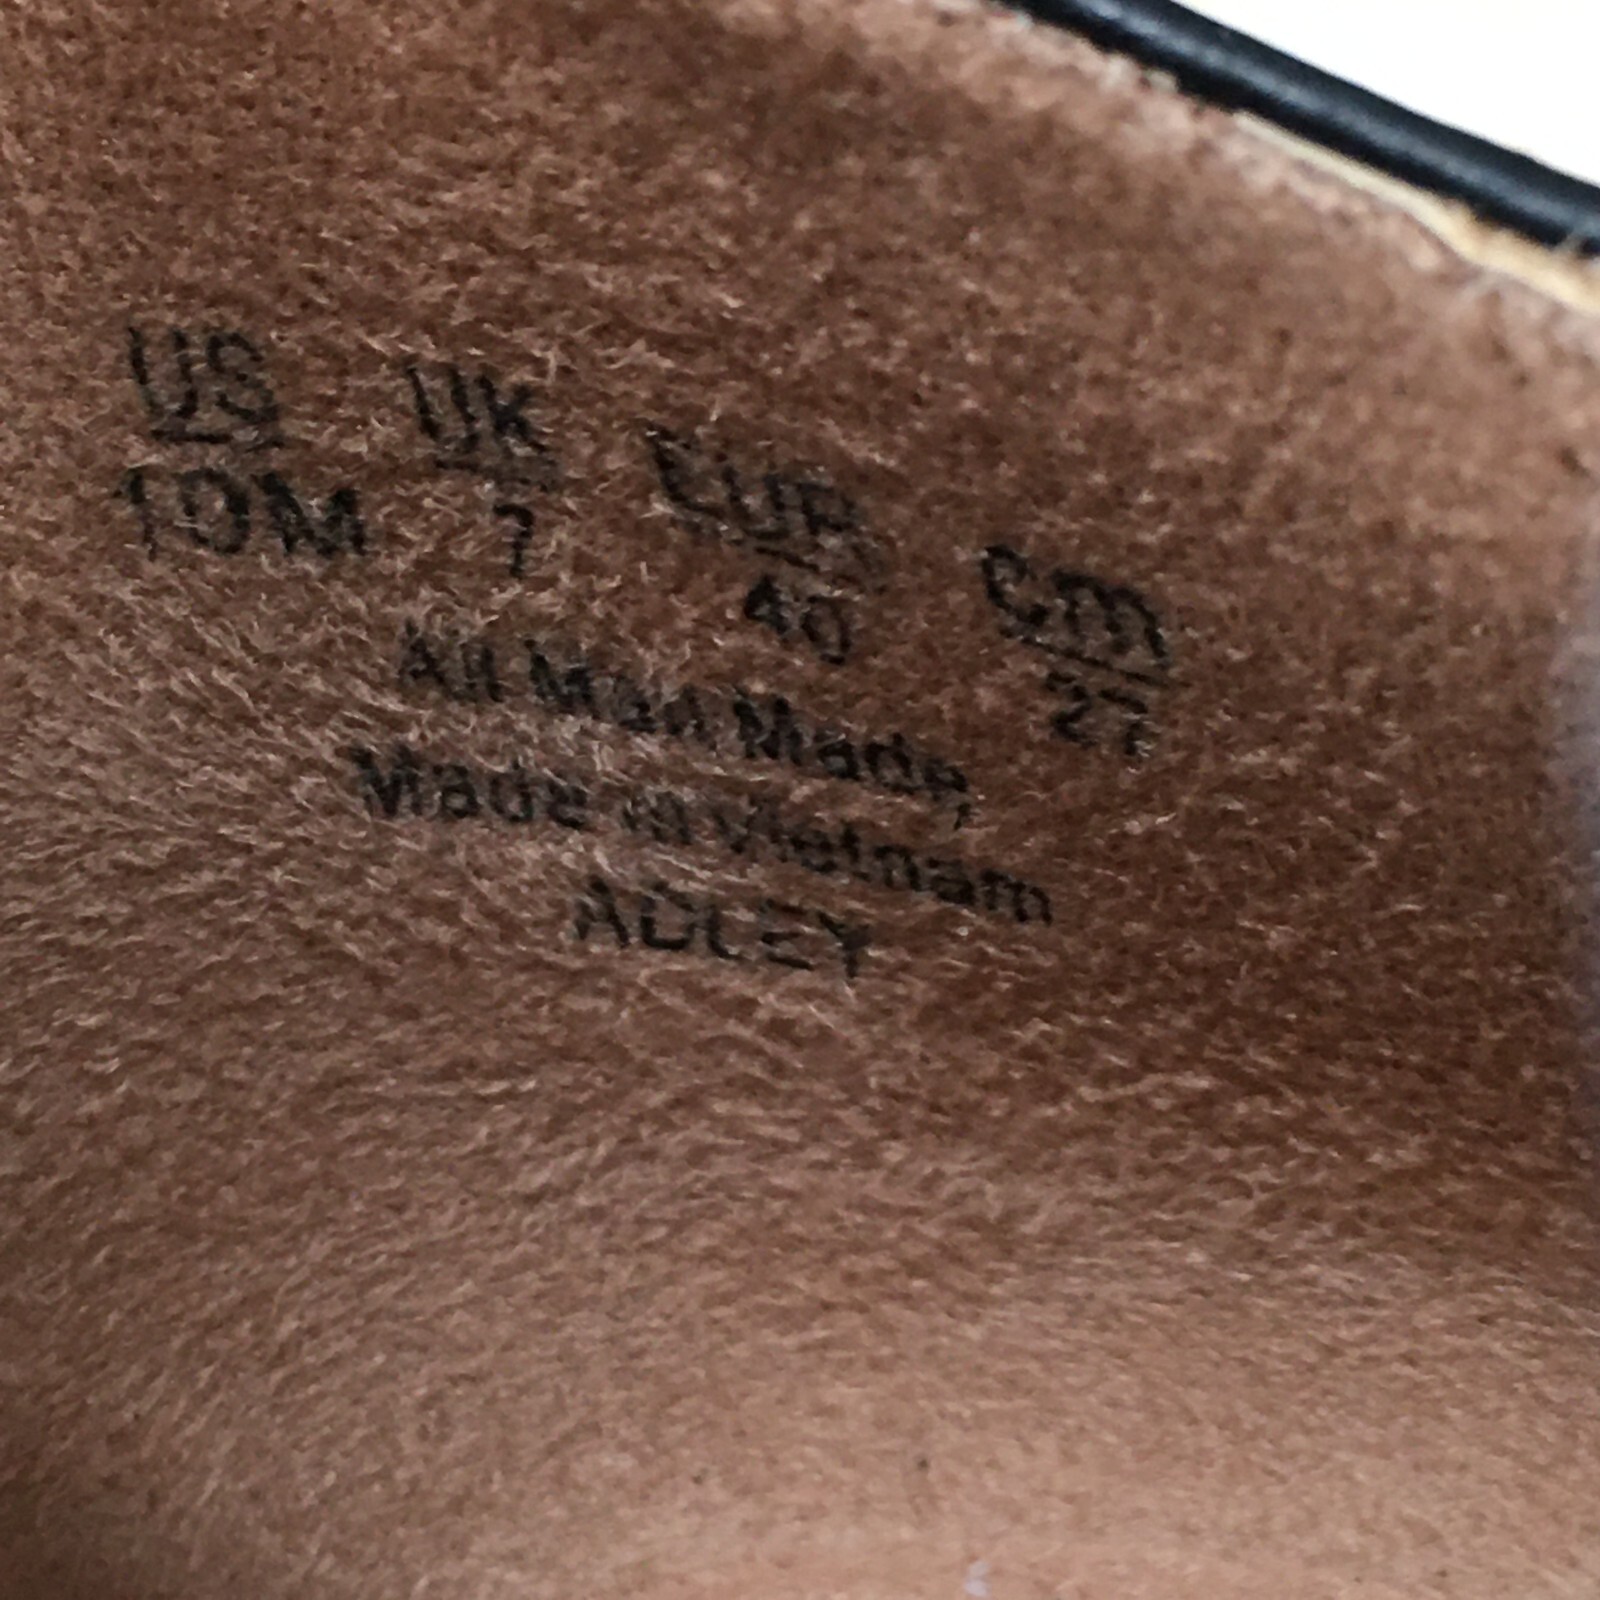 US UK EUR cm
10M 7 40 27
All Man Made,
Made in Vietnam
ADLEY